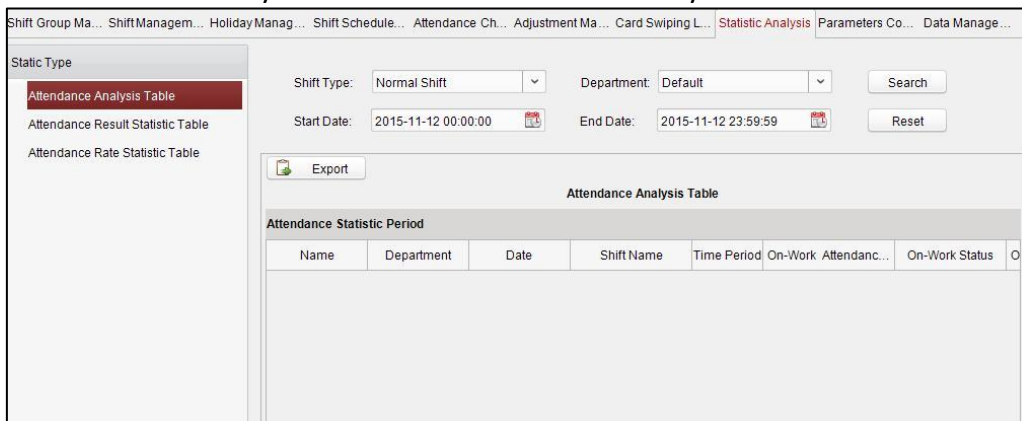 Shift Group Ma... Shift Managem... Holiday Manag... Shift Schedule... Attendance Ch... Adjustment Ma... Card Swiping L... Statistic Analysis Parameters Co... Data Manage...
Static Type
Attendance Analysis Table
Attendance Result Statistic Table
Attendance Rate Statistic Table
Shift Type: Normal Shift Department: Default Search
Start Date: 2015-11-12 00:00:00 End Date: 2015-11-12 23:59:59 Reset
Export
Attendance Analysis Table
Attendance Statistic Period
Name Department Date Shift Name Time Period On-Work Attendanc... On-Work Status O